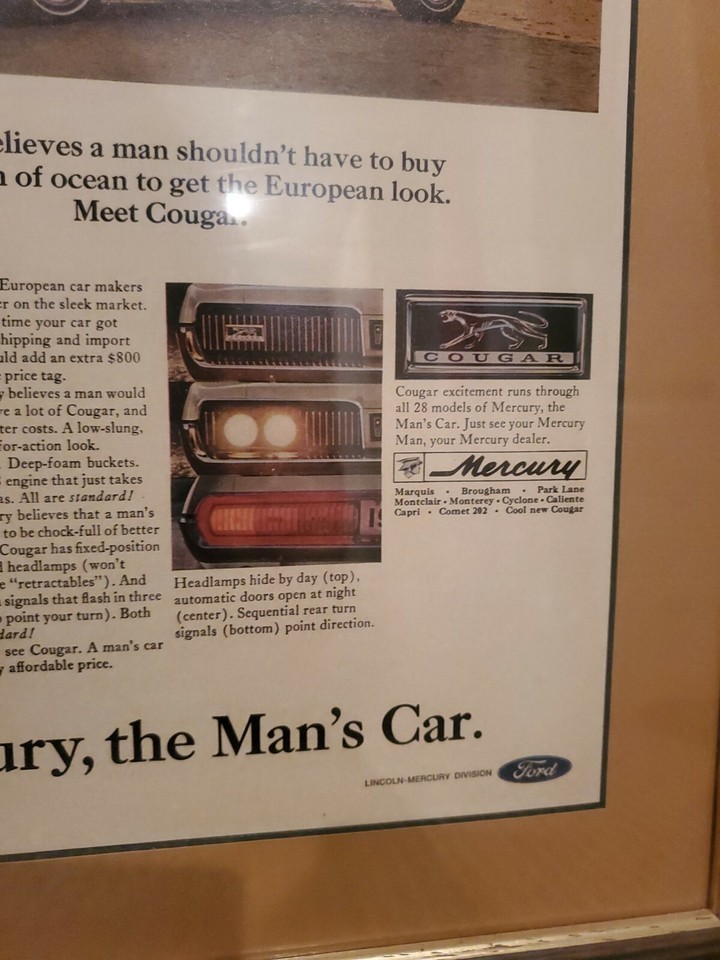 elieves a man shouldn't have to buy
n of ocean to get the European look.
Meet Cougar.
European car makers
er on the sleek market.
time your car got
hipping and import
uld add an extra $800
price tag.
y believes a man would
ve a lot of Cougar, and
ter costs. A low-slung,
for-action look.
Deep-foam buckets.
engine that just takes
as. All are standard!
ry believes that a man's
to be chock-full of better
Cougar has fixed-position
d headlamps (won't
e "retractables"). And
signals that flash in three
point your turn). Both
dard!
see Cougar. A man's car
y affordable price.
Headlamps hide by day (top),
automatic doors open at night
(center). Sequential rear turn
signals (bottom) point direction.
COUGAR
Cougar excitement runs through
all 28 models of Mercury, the
Man's Car. Just see your Mercury
Man, your Mercury dealer.
Mercury
Marquis • Brougham • Park Lane
Montclair • Monterey • Cyclone • Caliente
Capri • Comet 202 • Cool new Cougar
ury, the Man's Car.
LINCOLN-MERCURY DIVISION Ford